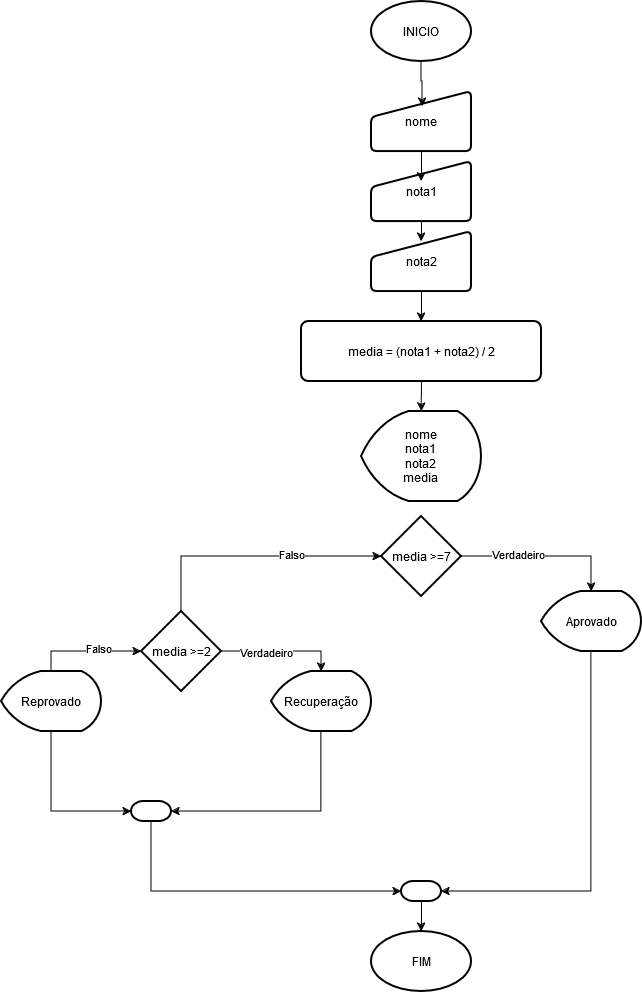 INICIO
nome
nota1
nota2
media = (nota1 + nota2) / 2
nome
nota1
nota2
media
Falso
media >=7
Verdadeiro
Aprovado
Falso
media >=2
Verdadeiro
Reprovado
Recuperação
FIM